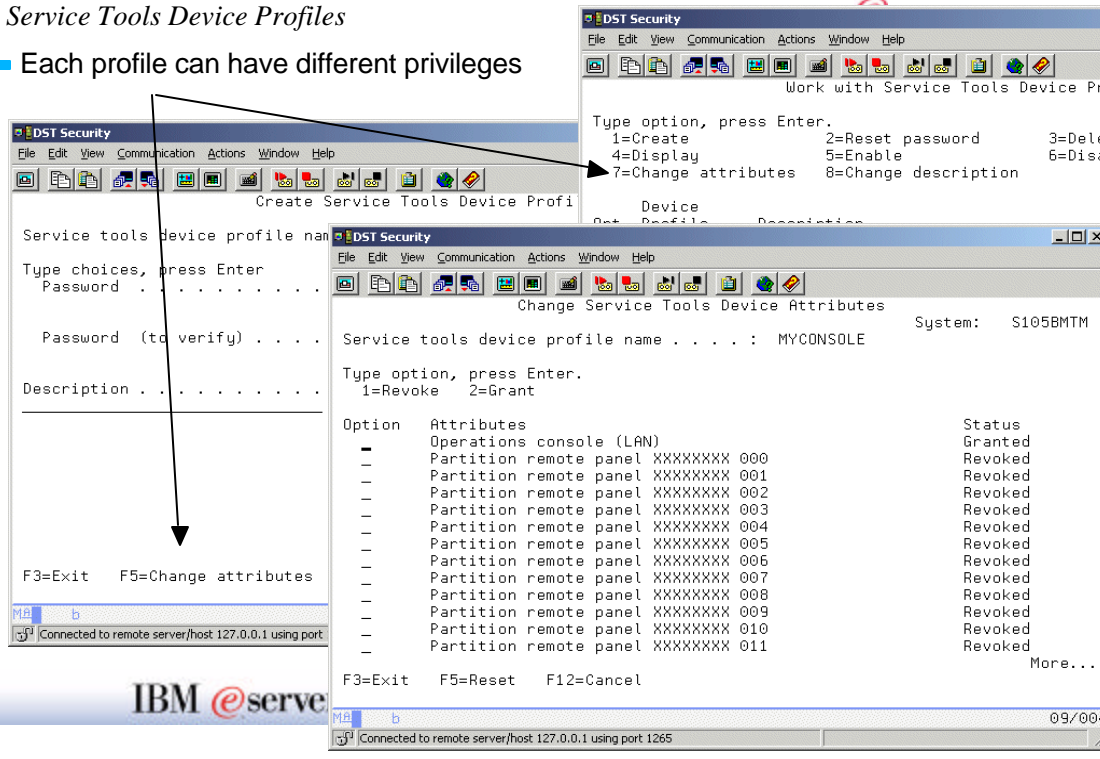 Service Tools Device Profiles
Each profile can have different privileges
DST Security
File Edit View Communication Actions Window Help
Work with Service Tools Device Pr
Type option, press Enter.
1=Create 2=Reset password 3=Dele
4=Display 5=Enable 6=Disa
7=Change attributes 8=Change description
Device
Opt Profile Description
DST Security
File Edit View Communication Actions Window Help
Create Service Tools Device Profi
Service tools device profile nam
Type choices, press Enter
Password . . . . . . . . . .
Password (to verify) . . . .
Description . . . . . . . . . .
F3=Exit F5=Change attributes
MA b
Connected to remote server/host 127.0.0.1 using port
DST Security
File Edit View Communication Actions Window Help
Change Service Tools Device Attributes
System: S105BMTM
Service tools device profile name . . . . : MYCONSOLE
Type option, press Enter.
1=Revoke 2=Grant
Option Attributes Status
_ Operations console (LAN) Granted
_ Partition remote panel XXXXXXXX 000 Revoked
_ Partition remote panel XXXXXXXX 001 Revoked
_ Partition remote panel XXXXXXXX 002 Revoked
_ Partition remote panel XXXXXXXX 003 Revoked
_ Partition remote panel XXXXXXXX 004 Revoked
_ Partition remote panel XXXXXXXX 005 Revoked
_ Partition remote panel XXXXXXXX 006 Revoked
_ Partition remote panel XXXXXXXX 007 Revoked
_ Partition remote panel XXXXXXXX 008 Revoked
_ Partition remote panel XXXXXXXX 009 Revoked
_ Partition remote panel XXXXXXXX 010 Revoked
_ Partition remote panel XXXXXXXX 011 Revoked
More...
F3=Exit F5=Reset F12=Cancel
MA b 09/004
Connected to remote server/host 127.0.0.1 using port 1265
IBM @server